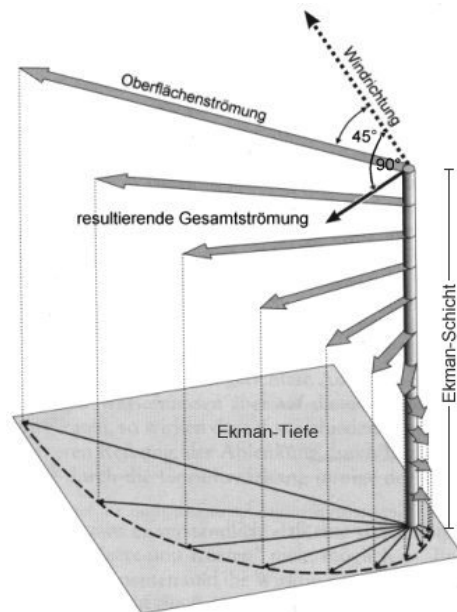 Windrichtung
Oberflächenströmung
45°
90°
resultierende Gesamtströmung
Ekman-Schicht
Ekman-Tiefe